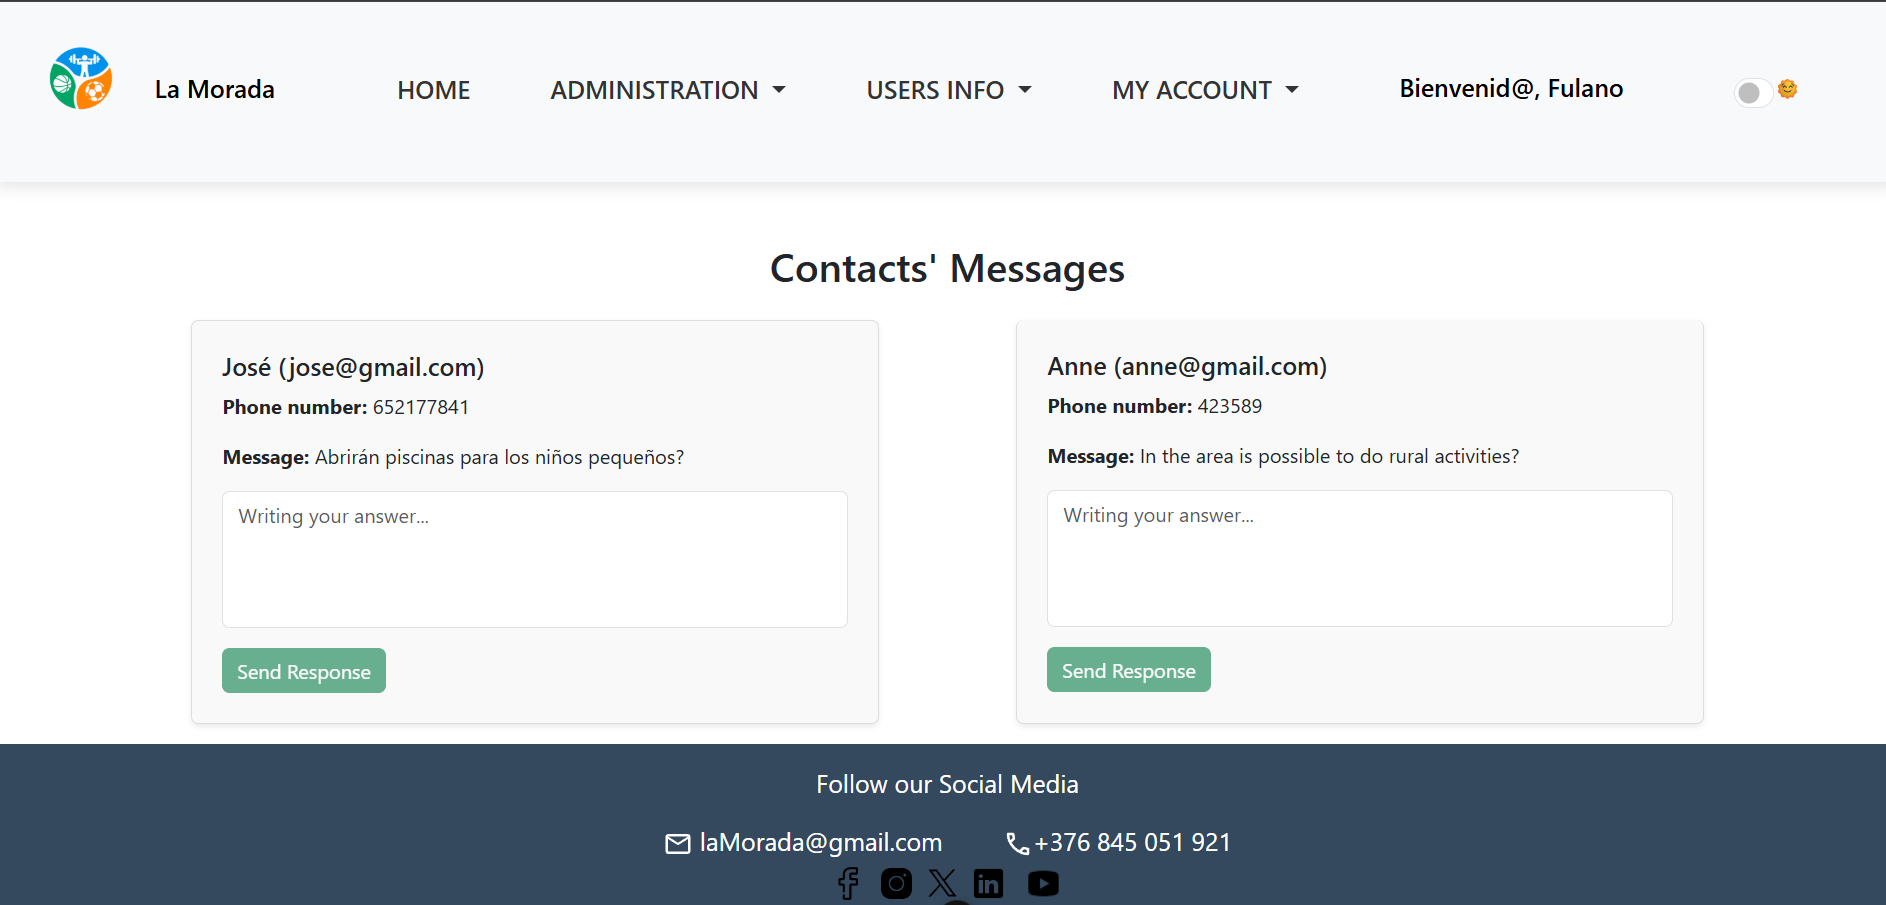 La Morada
HOME
ADMINISTRATION
USERS INFO
MY ACCOUNT
Bienvenid@, Fulano
Contacts' Messages
José (jose@gmail.com)
Phone number: 652177841
Message: Abrirán piscinas para los niños pequeños?
Writing your answer...
Send Response
Anne (anne@gmail.com)
Phone number: 423589
Message: In the area is possible to do rural activities?
Writing your answer...
Send Response
Follow our Social Media
laMorada@gmail.com
+376 845 051 921